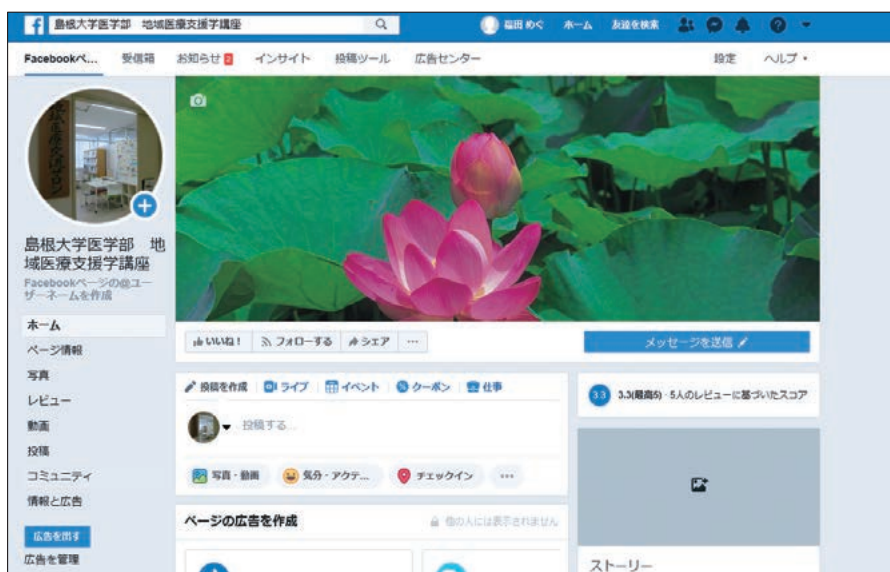 島根大学医学部 地域医療支援学講座
福田 めぐ ホーム 友達を検索
Facebookペ... 受信箱 お知らせ 2 インサイト 投稿ツール 広告センター 設定 ヘルプ
島根大学医学部 地
域医療支援学講座
Facebookページの@ユー
ザーネームを作成
ホーム
ページ情報
写真
レビュー
動画
投稿
コミュニティ
情報と広告
広告を出す
広告を管理
いいね! フォローする シェア ...
メッセージを送信
投稿を作成 ライブ イベント クーポン 仕事
投稿する...
写真・動画 気分・アクテ... チェックイン ...
ページの広告を作成 他の人には表示されません
3.3 3.3(最高5)・5人のレビューに基づいたスコア
ストーリー